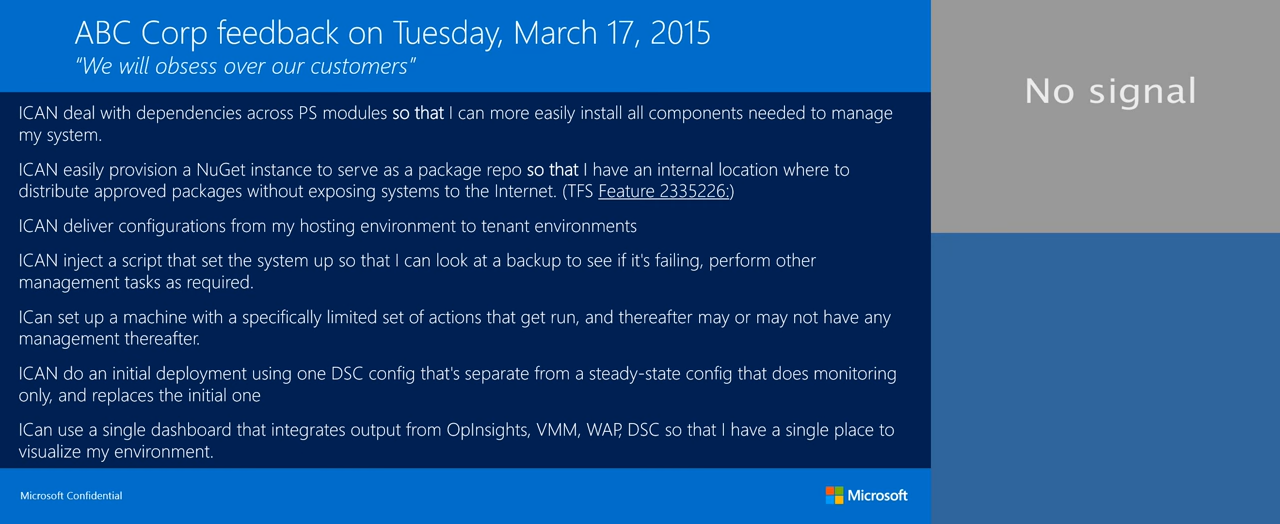 ABC Corp feedback on Tuesday, March 17, 2015
“We will obsess over our customers”
No signal
ICAN deal with dependencies across PS modules so that I can more easily install all components needed to manage
my system.
ICAN easily provision a NuGet instance to serve as a package repo so that I have an internal location where to
distribute approved packages without exposing systems to the Internet. (TFS Feature 2335226:)
ICAN deliver configurations from my hosting environment to tenant environments
ICAN inject a script that set the system up so that I can look at a backup to see if it's failing, perform other
management tasks as required.
ICan set up a machine with a specifically limited set of actions that get run, and thereafter may or may not have any
management thereafter.
ICAN do an initial deployment using one DSC config that's separate from a steady-state config that does monitoring
only, and replaces the initial one
ICan use a single dashboard that integrates output from OpInsights, VMM, WAP, DSC so that I have a single place to
visualize my environment.
Microsoft Confidential
Microsoft